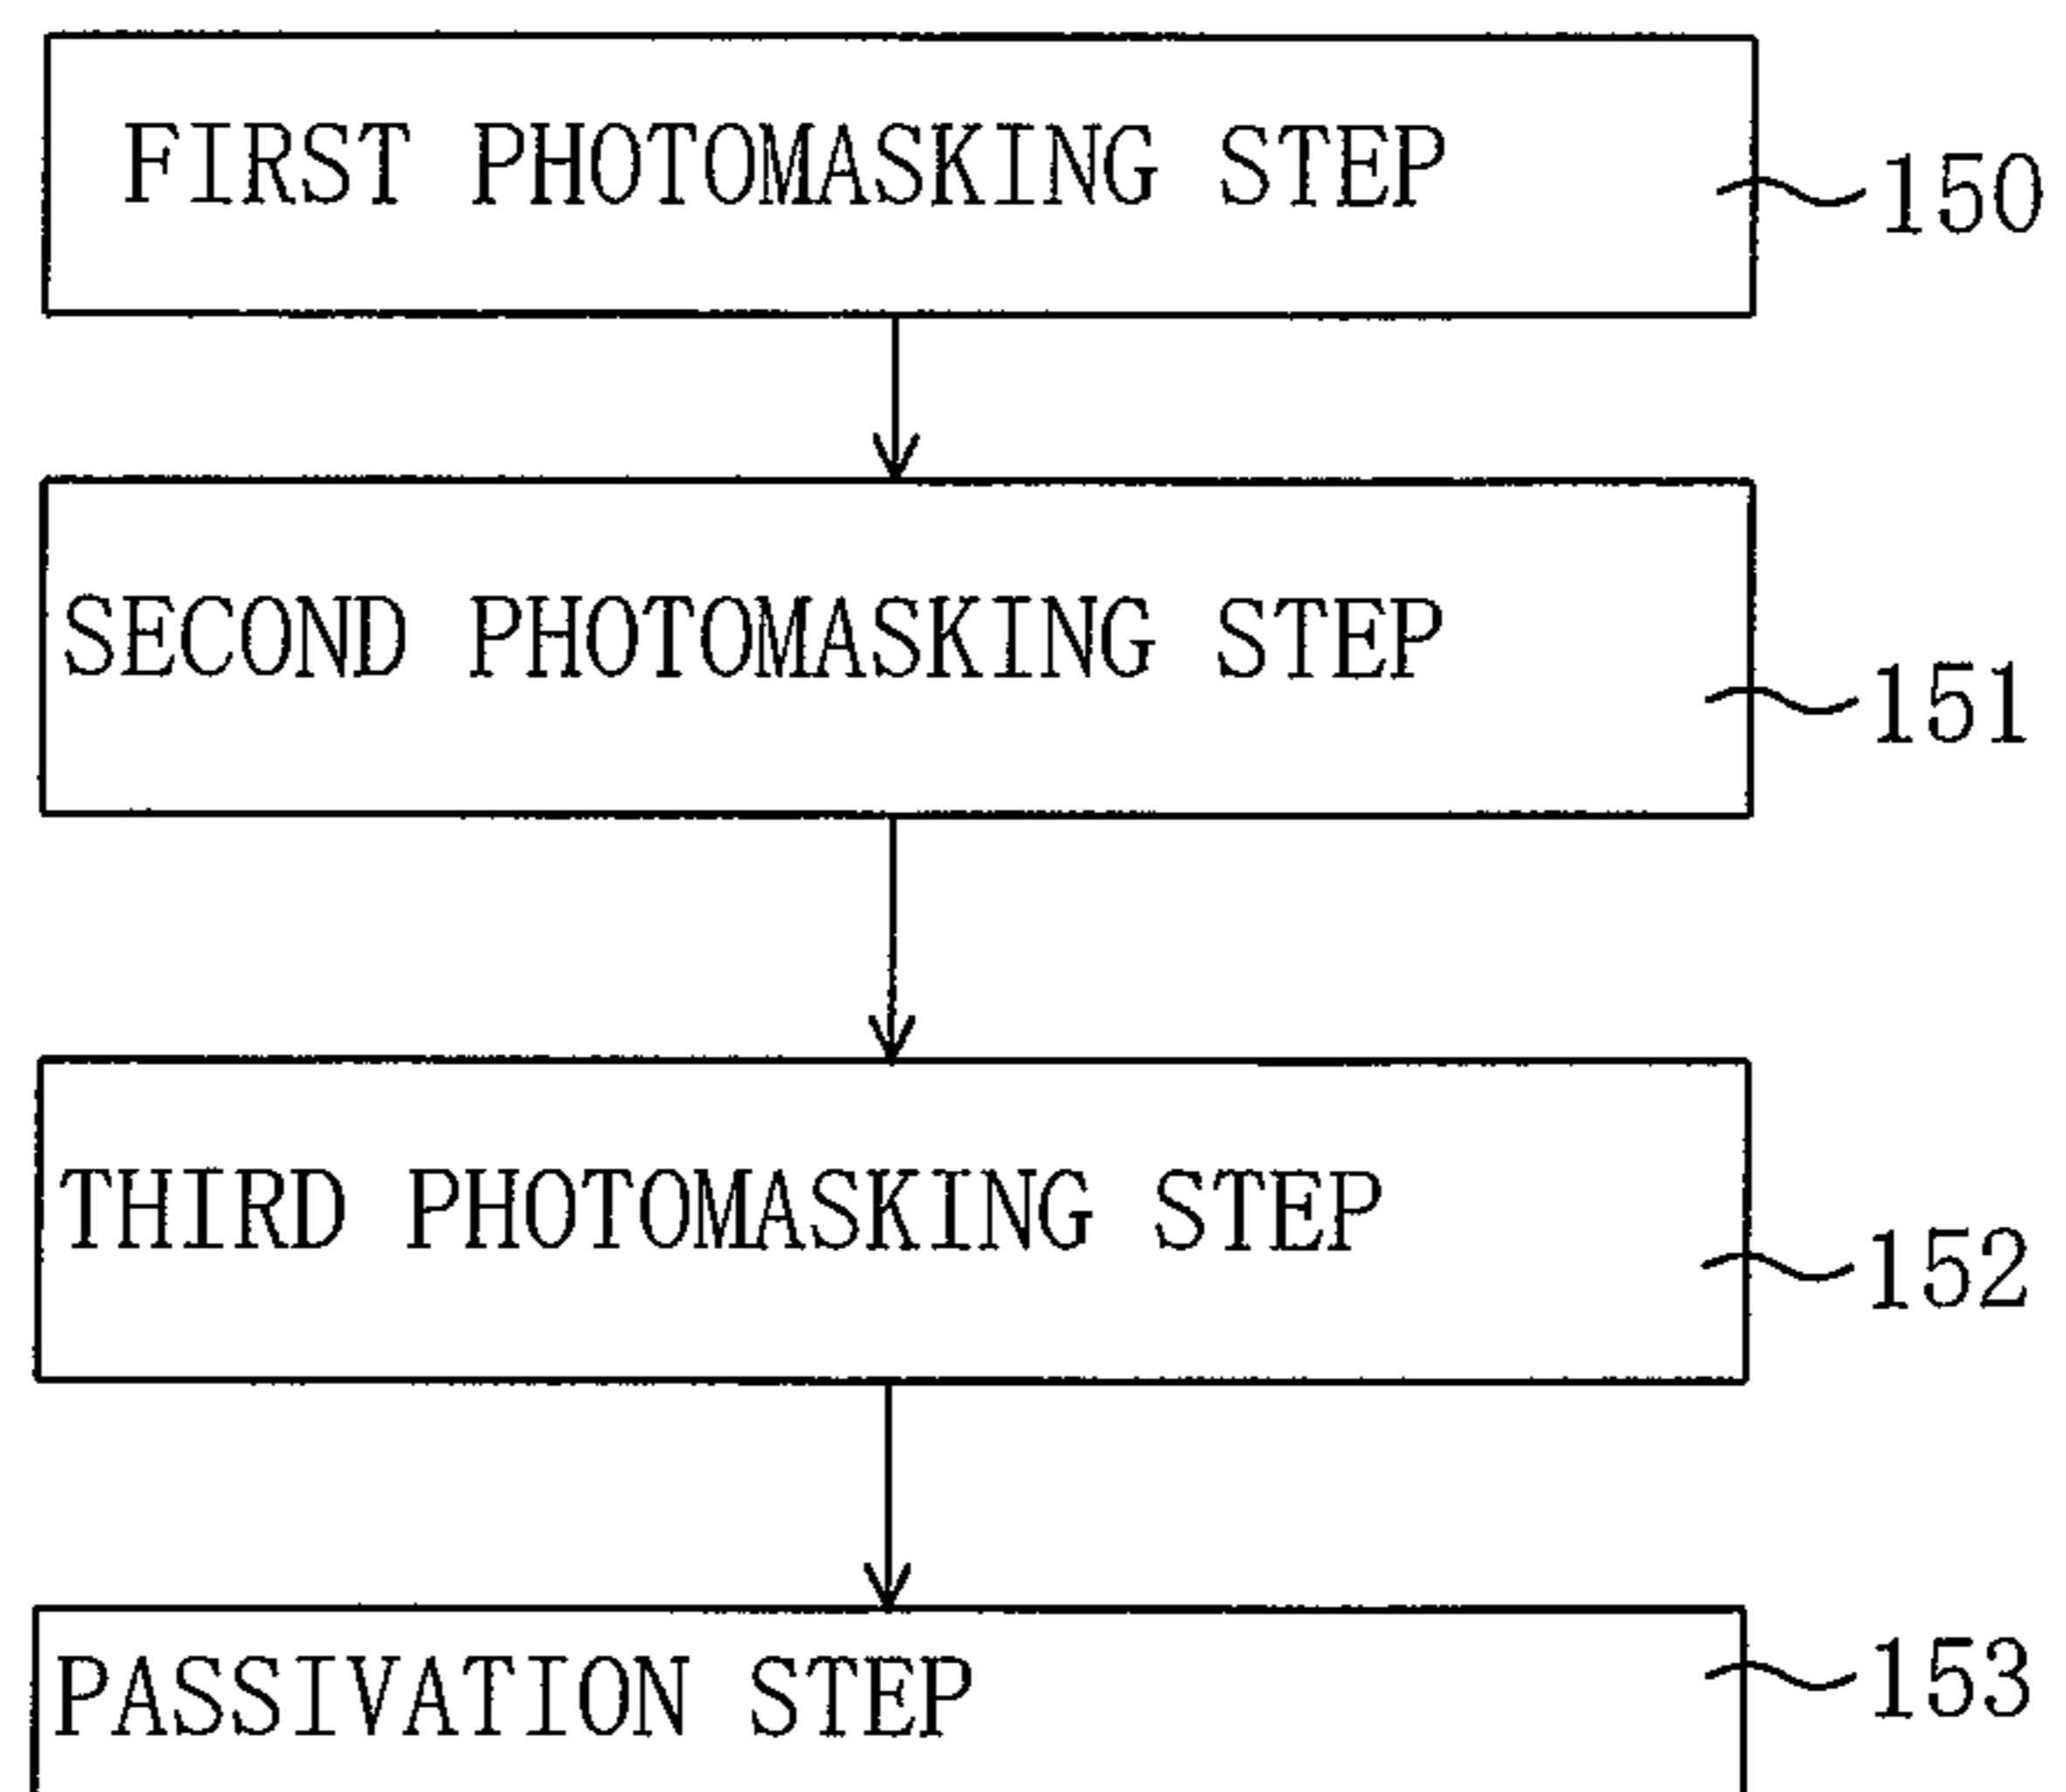 FIRST PHOTOMASKING STEP
150
SECOND PHOTOMASKING STEP
151
THIRD PHOTOMASKING STEP
152
PASSIVATION STEP
153